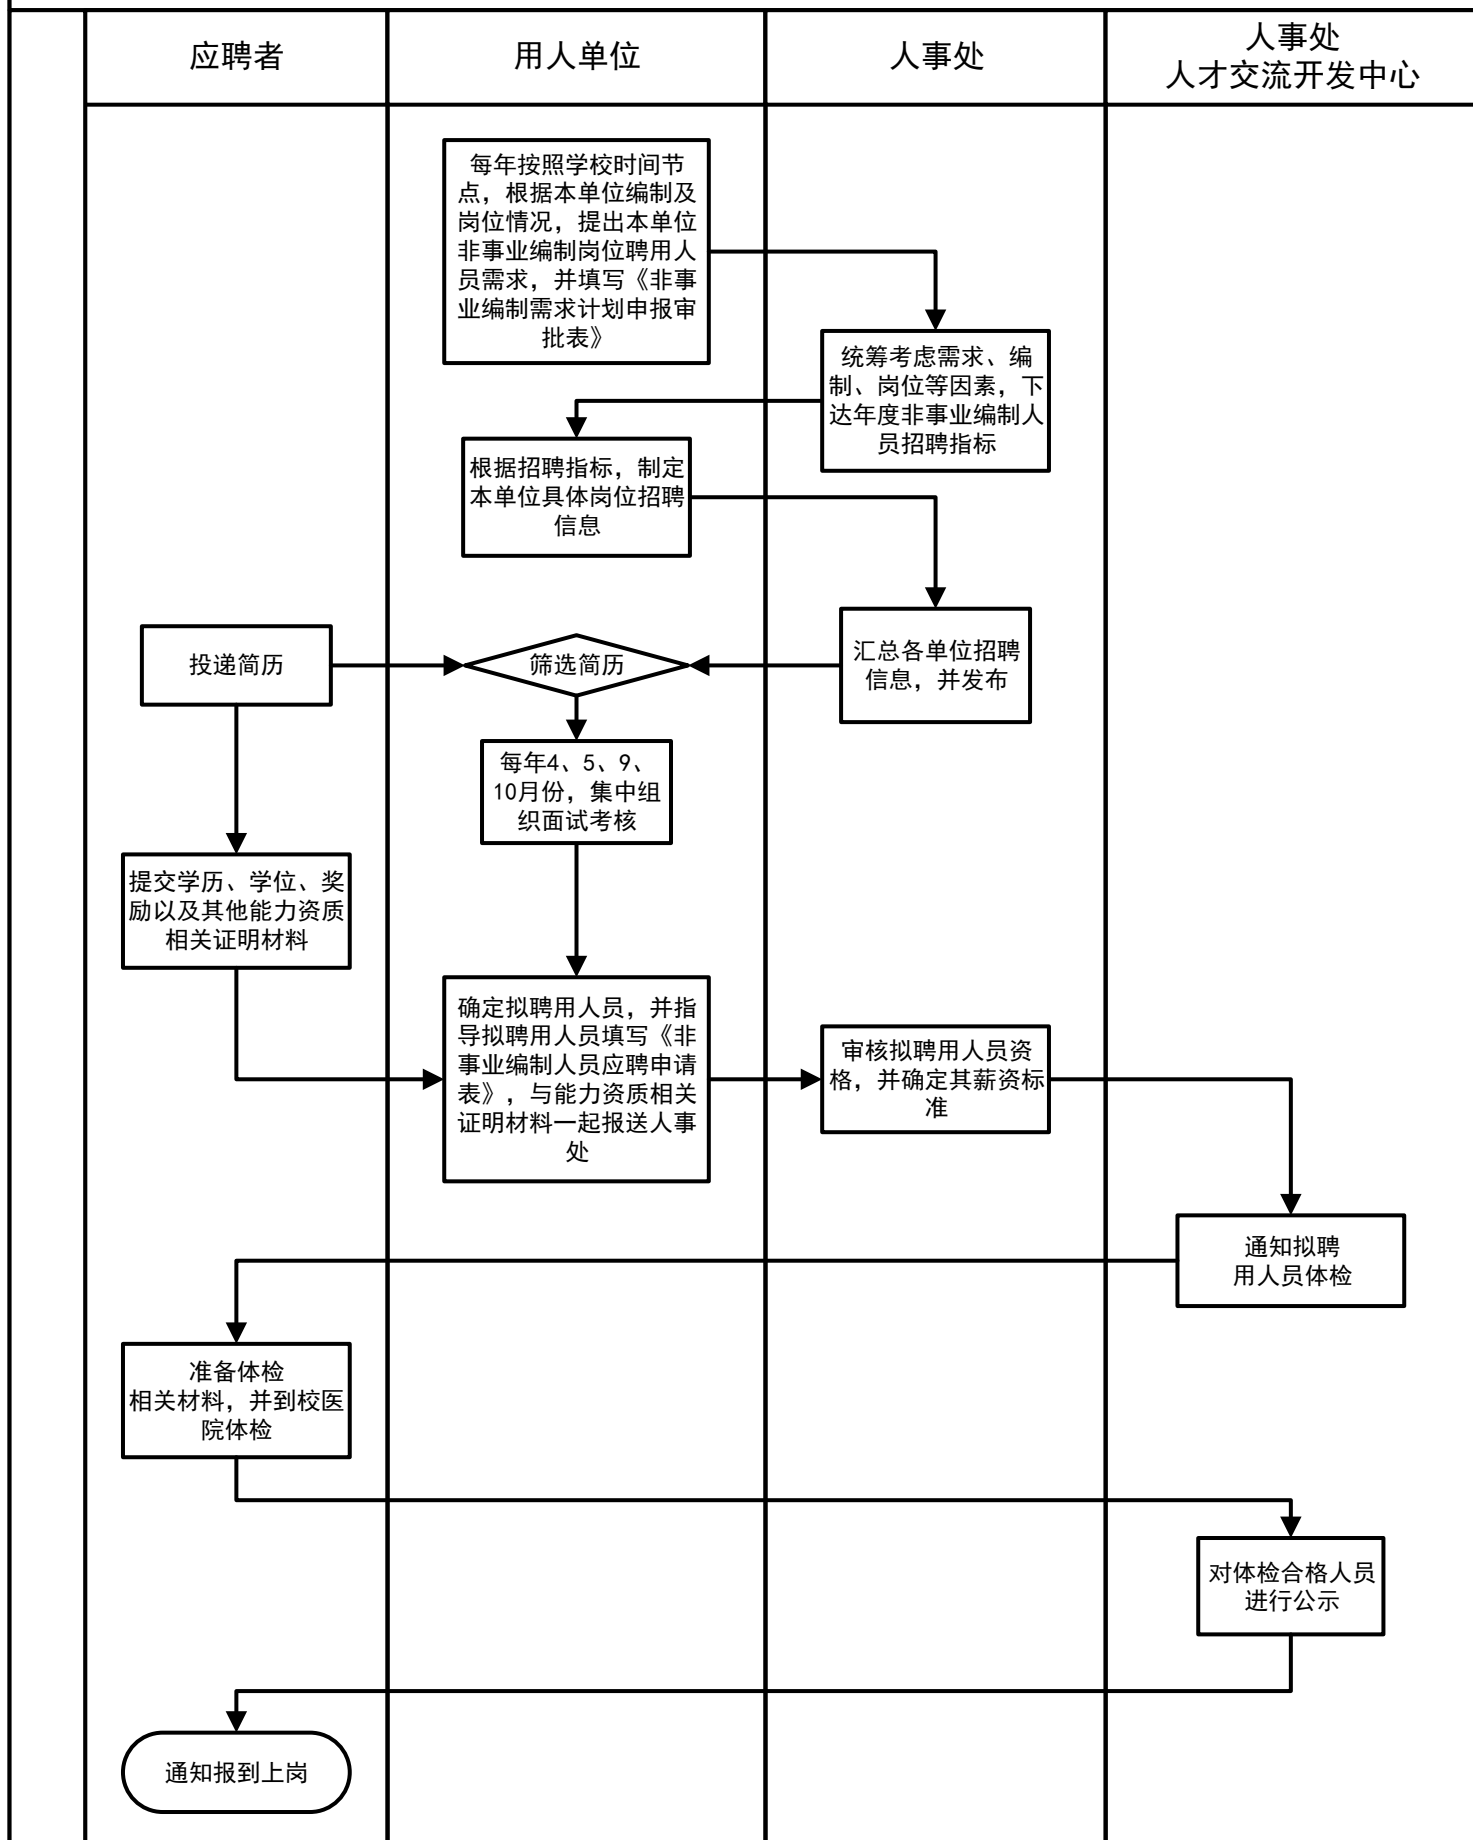 应聘者
用人单位
人事处
人事处
人才交流开发中心
每年按照学校时间节
点，根据本单位编制及
岗位情况，提出本单位
非事业编制岗位聘用人
员需求，并填写《非事
业编制需求计划申报审
批表》
统筹考虑需求、编
制、岗位等因素，下
达年度非事业编制人
员招聘指标
根据招聘指标，制定
本单位具体岗位招聘
信息
投递简历
筛选简历
汇总各单位招聘
信息，并发布
每年4、5、9、
10月份，集中组
织面试考核
提交学历、学位、奖
励以及其他能力资质
相关证明材料
确定拟聘用人员，并指
导拟聘用人员填写《非
事业编制人员应聘申请
表》，与能力资质相关
证明材料一起报送人事
处
审核拟聘用人员资
格，并确定其薪资标
准
通知拟聘
用人员体检
准备体检
相关材料，并到校医
院体检
对体检合格人员
进行公示
通知报到上岗